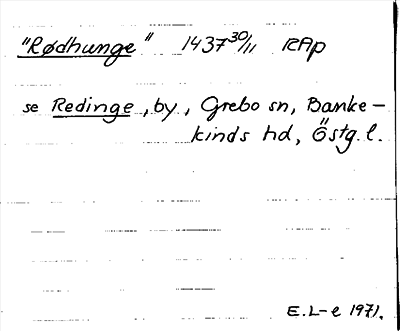 "Rødhunge" 1437 30/11 RAp
se Redinge, by, Grebo sn, Banke-
kinds hd, Östg.l.
E.L-e 1971.